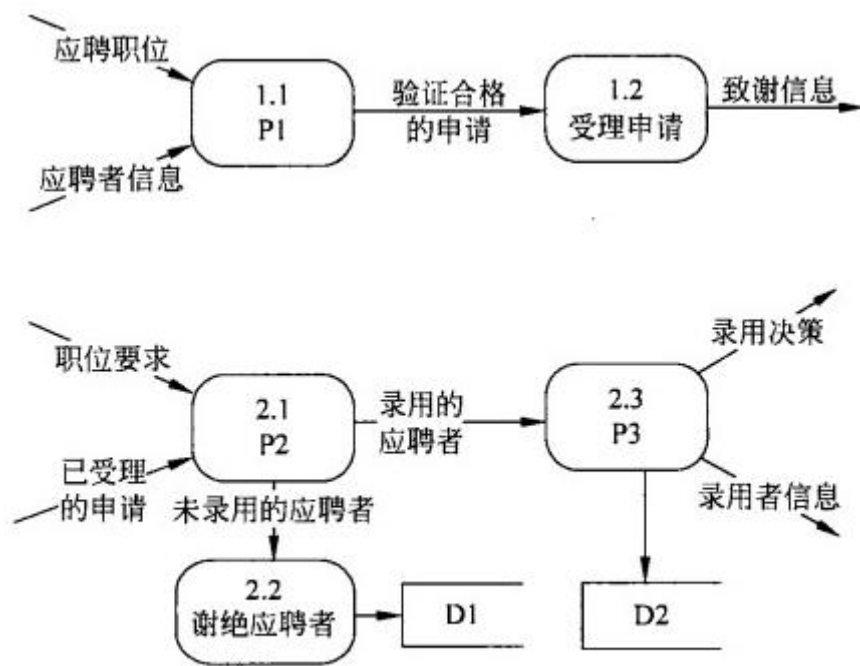 应聘职位
1.1
P1
验证合格
的申请
1.2
受理申请
致谢信息
应聘者信息
职位要求
2.1
P2
录用的
应聘者
2.3
P3
录用决策
已受理
的申请
未录用的应聘者
录用者信息
2.2
谢绝应聘者
D1
D2